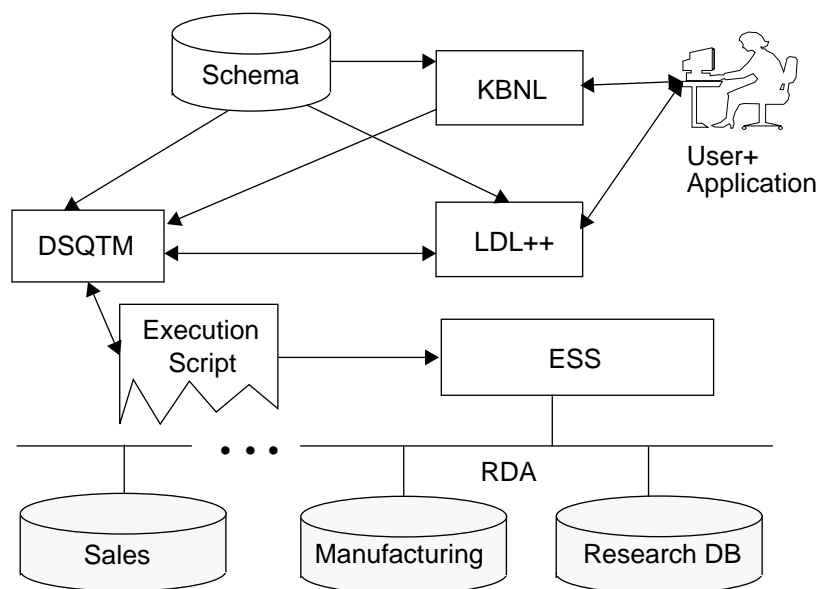 Schema
KBNL
User+
Application
DSQTM
LDL++
Execution
Script
ESS
RDA
Sales
Manufacturing
Research DB